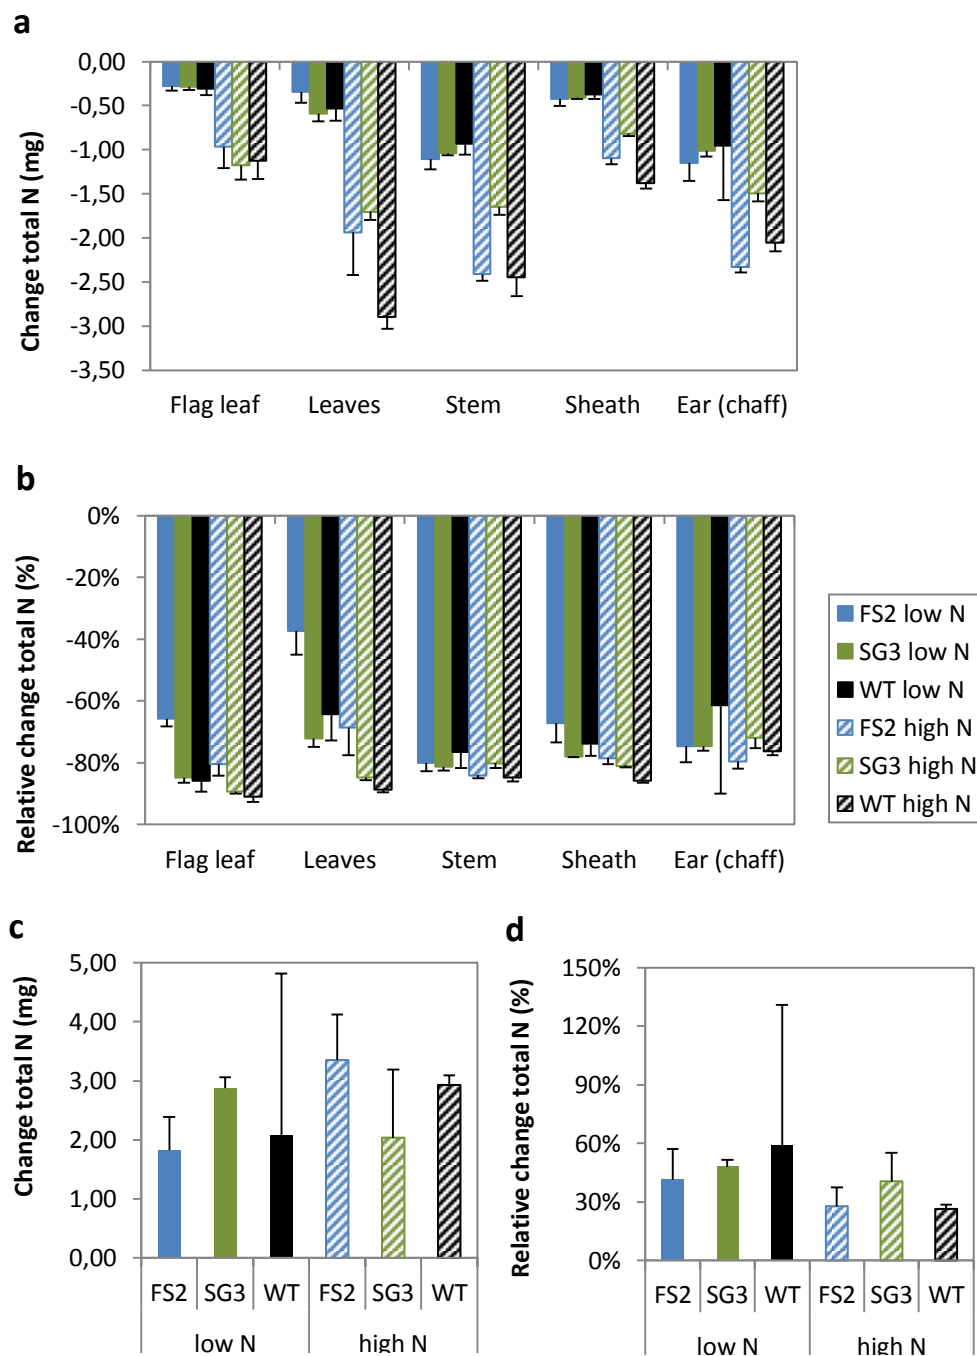 a
Change total N (mg)
0,00
-0,50
-1,00
-1,50
-2,00
-2,50
-3,00
-3,50
Flag leaf Leaves Stem Sheath Ear (chaff)
b
Relative change total N (%)
0%
-20%
-40%
-60%
-80%
-100%
Flag leaf Leaves Stem Sheath Ear (chaff)
FS2 low N
SG3 low N
WT low N
FS2 high N
SG3 high N
WT high N
c
Change total N (mg)
5,00
4,00
3,00
2,00
1,00
0,00
FS2 SG3 WT FS2 SG3 WT
low N high N
d
Relative change total N (%)
150%
120%
90%
60%
30%
0%
FS2 SG3 WT FS2 SG3 WT
low N high N